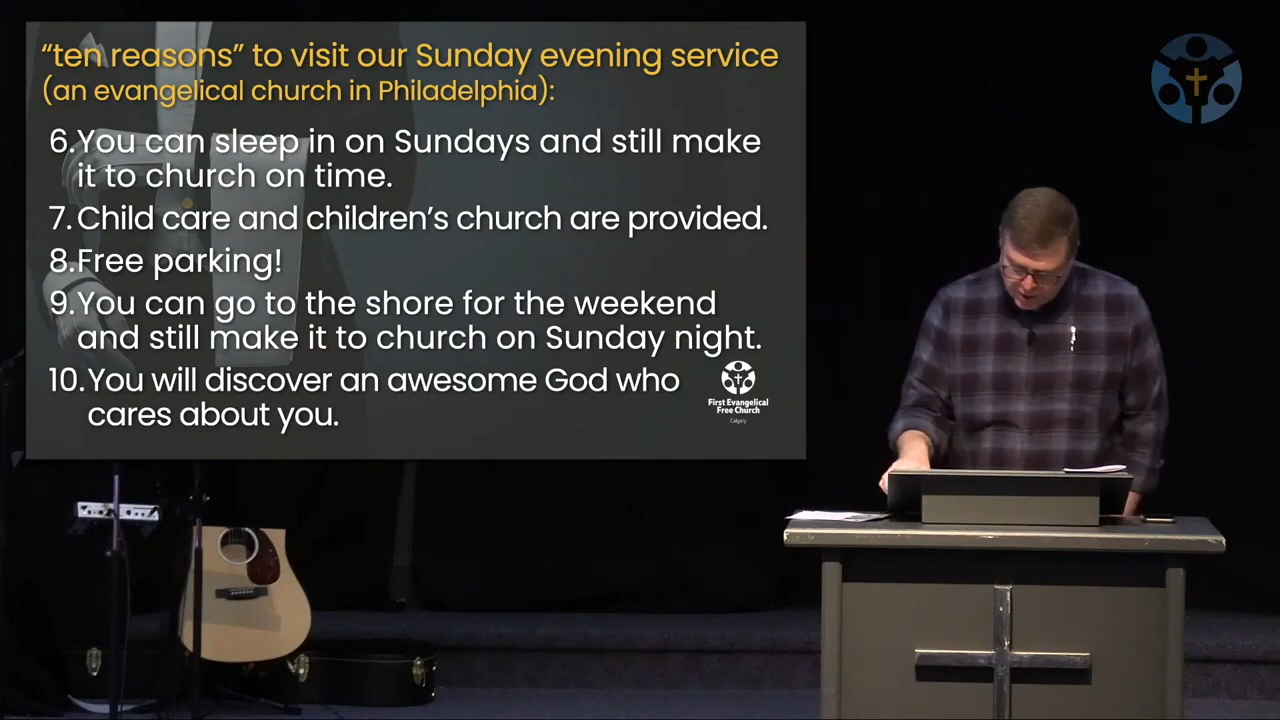 “ten reasons” to visit our Sunday evening service
(an evangelical church in Philadelphia):
6. You can sleep in on Sundays and still make
it to church on time.
7. Child care and children’s church are provided.
8. Free parking!
9. You can go to the shore for the weekend
and still make it to church on Sunday night.
10. You will discover an awesome God who
cares about you.
First Evangelical
Free Church
Calgary